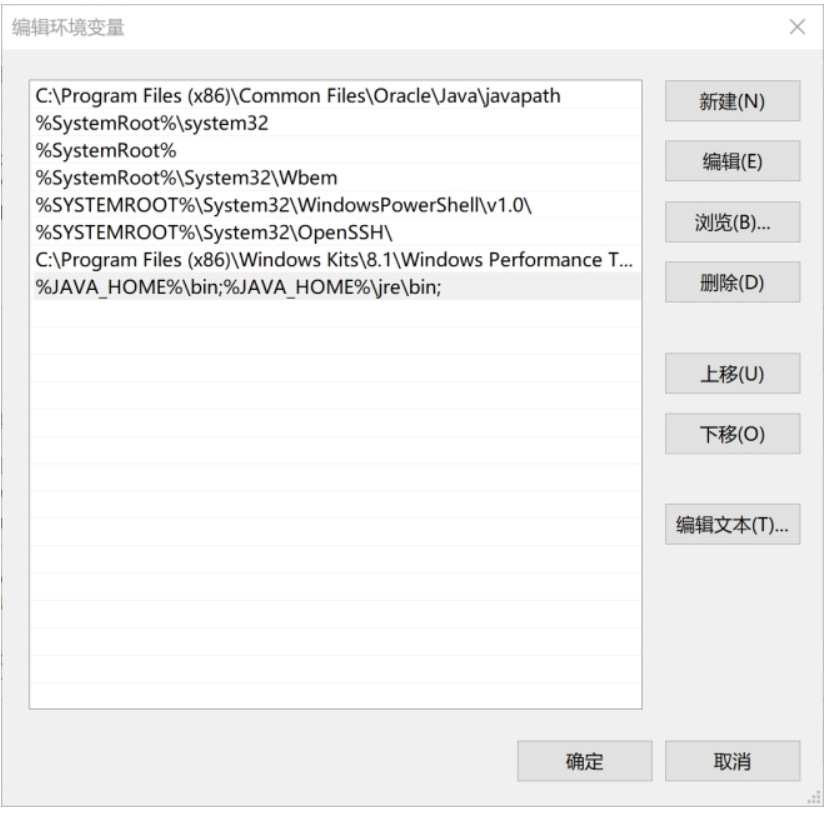 编辑环境变量
C:\Program Files (x86)\Common Files\Oracle\Java\javapath
%SystemRoot%\system32
%SystemRoot%
%SystemRoot%\System32\Wbem
%SYSTEMROOT%\System32\WindowsPowerShell\v1.0\
%SYSTEMROOT%\System32\OpenSSH\
C:\Program Files (x86)\Windows Kits\8.1\Windows Performance T...
%JAVA_HOME%\bin;%JAVA_HOME%\jre\bin;
新建(N)
编辑(E)
浏览(B)...
删除(D)
上移(U)
下移(O)
编辑文本(T)...
确定
取消